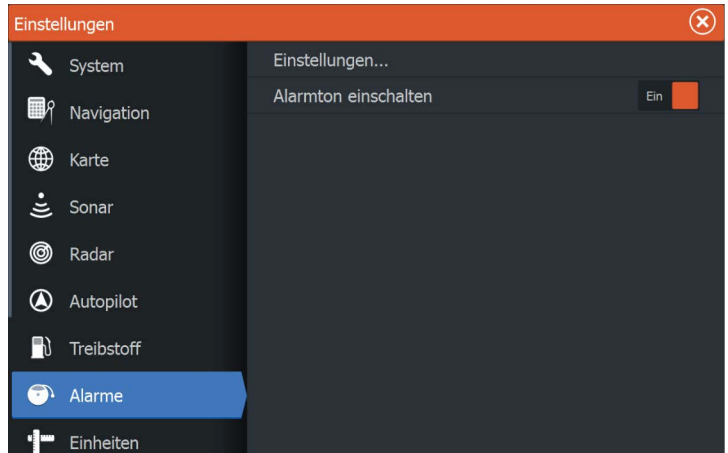 Einstellungen
System
Navigation
Karte
Sonar
Radar
Autopilot
Treibstoff
Alarme
Einheiten
Einstellungen...
Alarmton einschalten
Ein